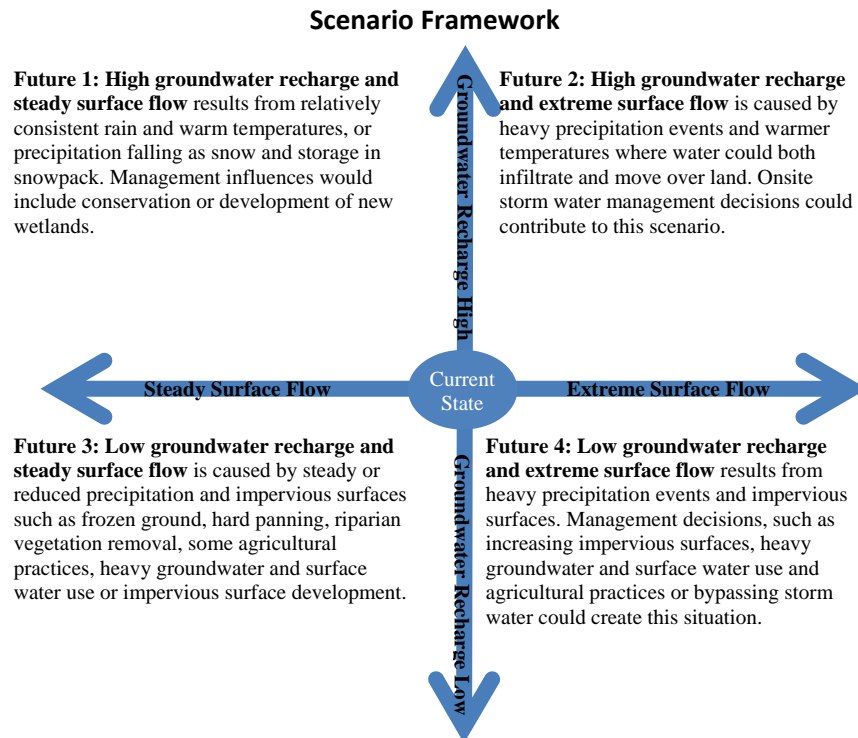 Scenario Framework
Future 1: High groundwater recharge and
steady surface flow results from relatively
consistent rain and warm temperatures, or
precipitation falling as snow and storage in
snowpack. Management influences would
include conservation or development of new
wetlands.
Groundwater Recharge High
Future 2: High groundwater recharge
and extreme surface flow is caused by
heavy precipitation events and warmer
temperatures where water could both
infiltrate and move over land. Onsite
storm water management decisions could
contribute to this scenario.
Steady Surface Flow
Current
State
Extreme Surface Flow
Future 3: Low groundwater recharge and
steady surface flow is caused by steady or
reduced precipitation and impervious surfaces
such as frozen ground, hard panning, riparian
vegetation removal, some agricultural
practices, heavy groundwater and surface
water use or impervious surface development.
Groundwater Recharge Low
Future 4: Low groundwater recharge
and extreme surface flow results from
heavy precipitation events and impervious
surfaces. Management decisions, such as
increasing impervious surfaces, heavy
groundwater and surface water use and
agricultural practices or bypassing storm
water could create this situation.